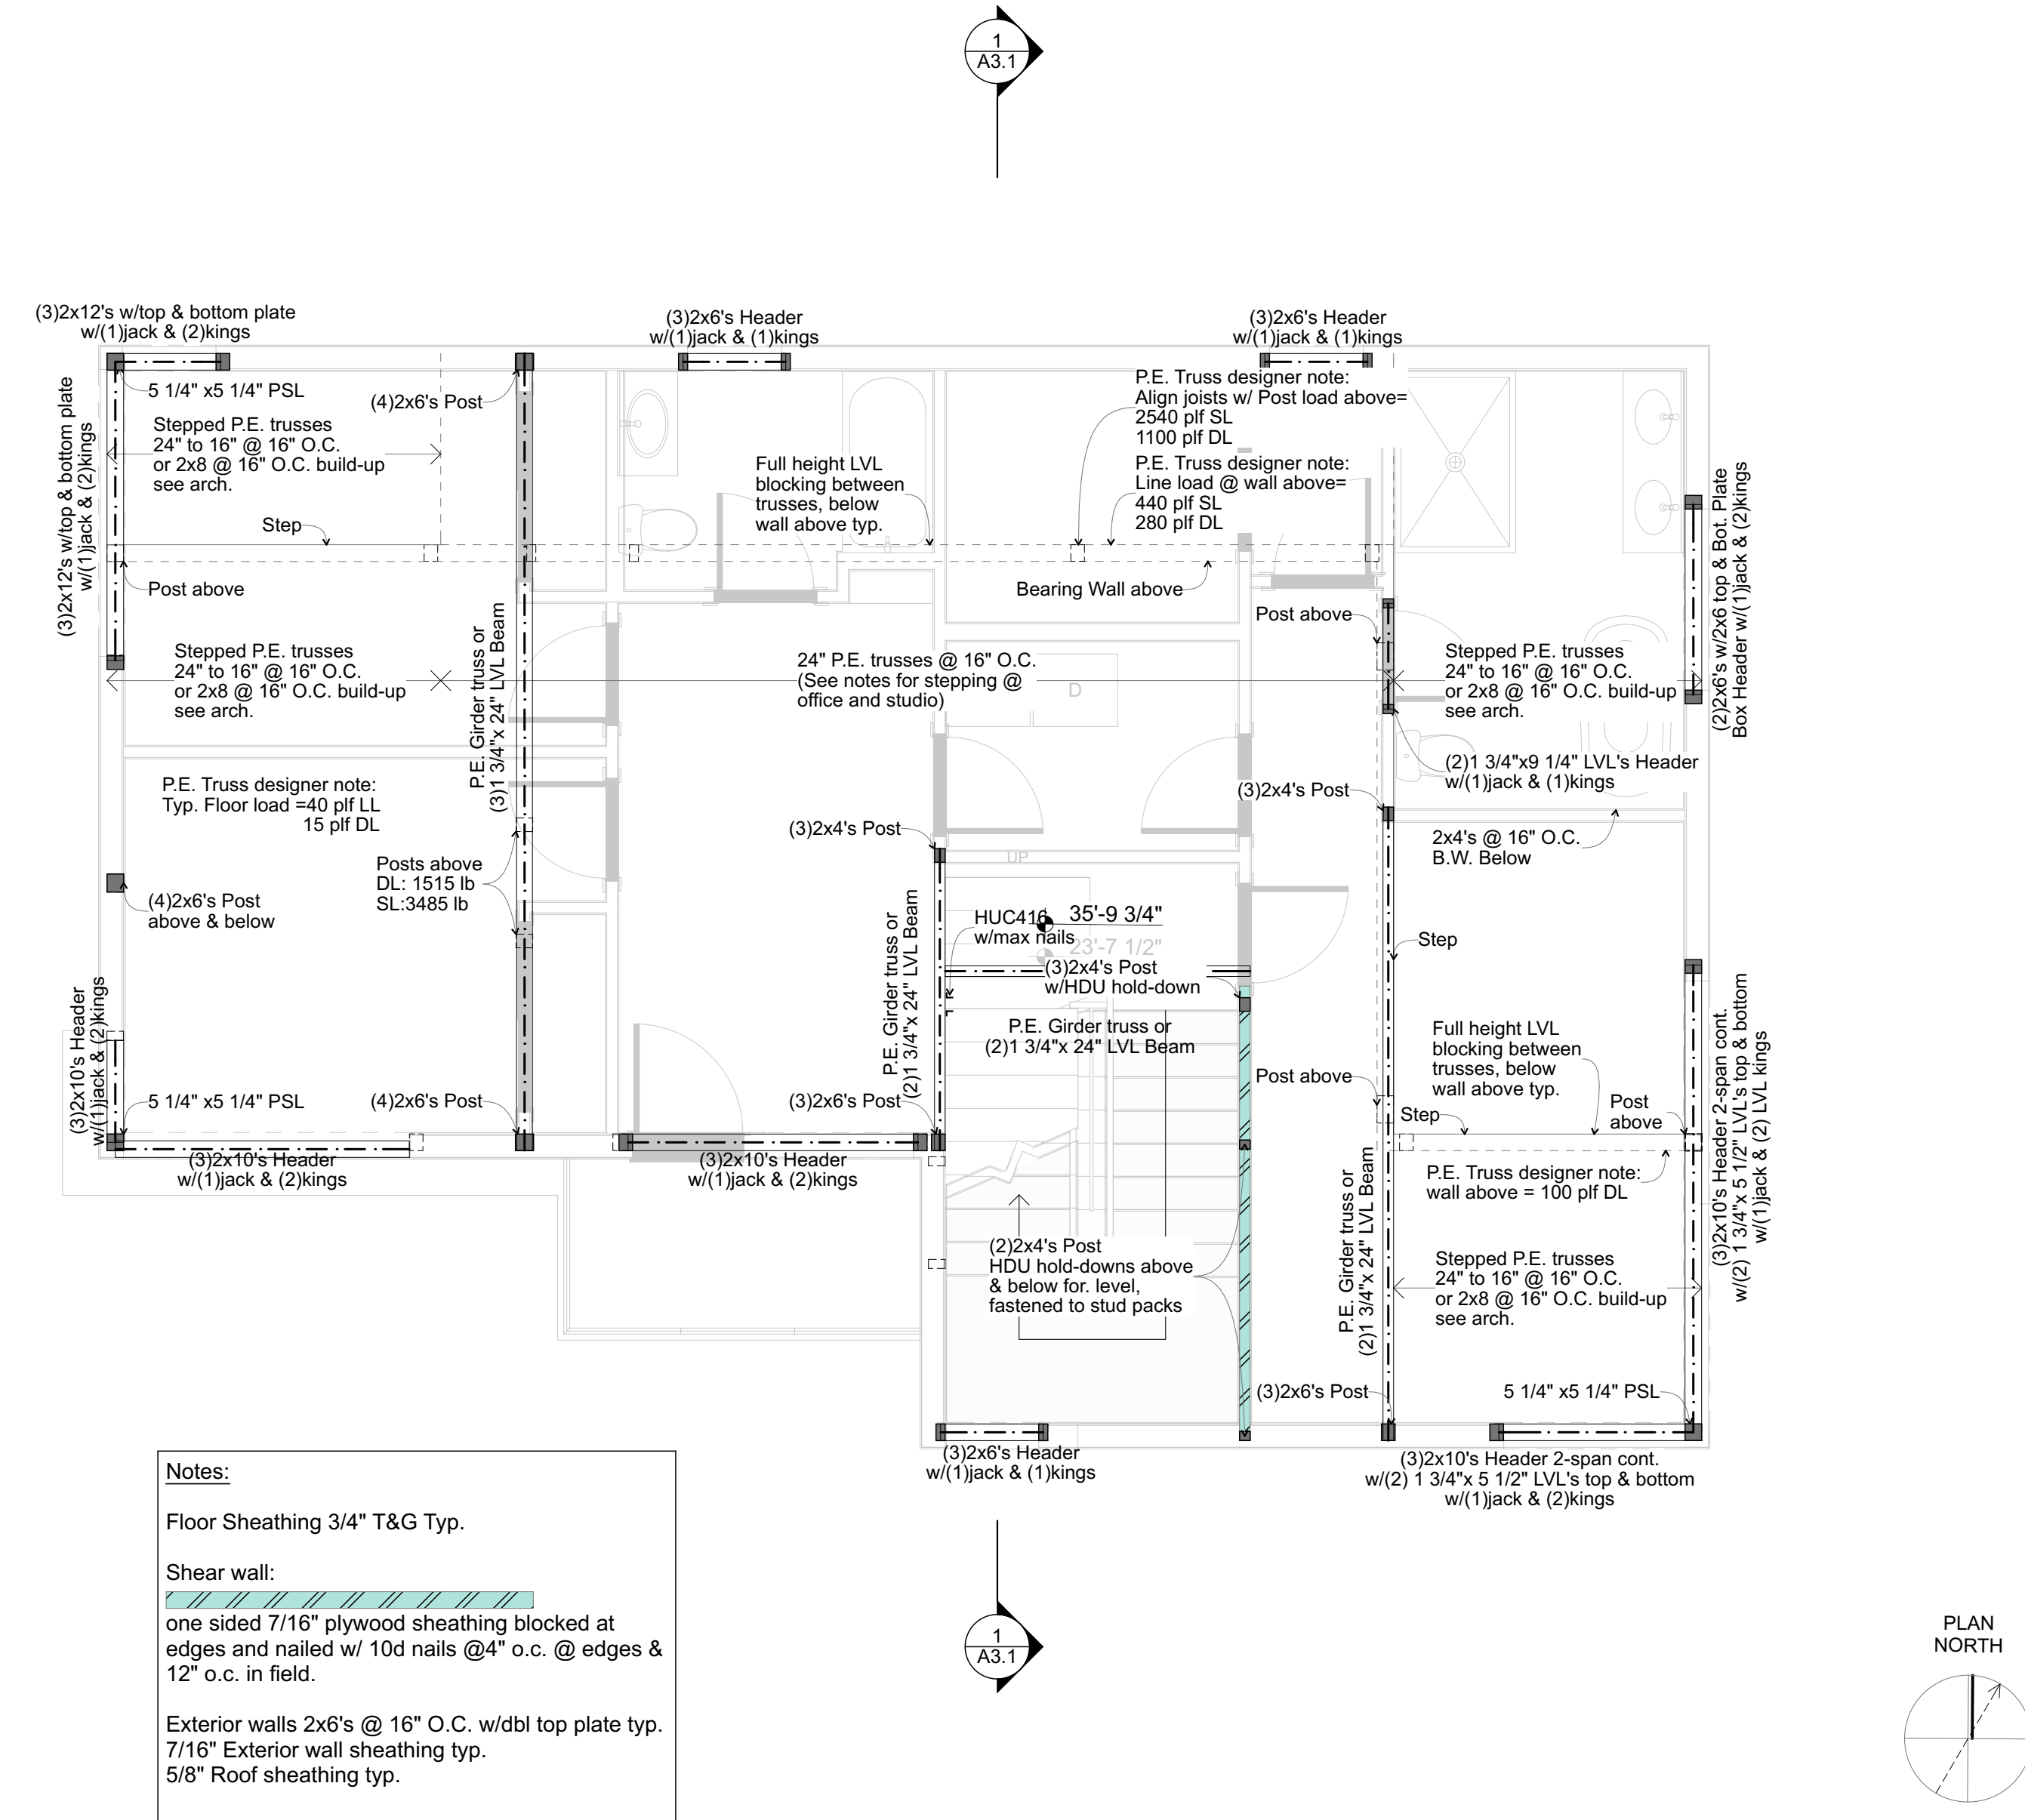 1
A3.1
(3)2x12's w/top & bottom plate
w/(1)jack & (2)kings
(3)2x6's Header
w/(1)jack & (1)kings
(3)2x6's Header
w/(1)jack & (1)kings
(3)2x12's w/top & bottom plate
w/(1)jack & (2)kings
5 1/4" x5 1/4" PSL
(4)2x6's Post
Stepped P.E. trusses
24" to 16" @ 16" O.C.
or 2x8 @ 16" O.C. build-up
see arch.
Step
Post above
P.E. Truss designer note:
Align joists w/ Post load above=
2540 plf SL
1100 plf DL
P.E. Truss designer note:
Line load @ wall above=
440 plf SL
280 plf DL
Full height LVL
blocking between
trusses, below
wall above typ.
Bearing Wall above
Post above
(2)2x6's w/2x6 top & Bot. Plate
Box Header w/(1)jack & (2)kings
Stepped P.E. trusses
24" to 16" @ 16" O.C.
or 2x8 @ 16" O.C. build-up
see arch.
P.E. Girder truss or
(3)1 3/4"x 24" LVL Beam
24" P.E. trusses @ 16" O.C.
(See notes for stepping @
office and studio)
D
Stepped P.E. trusses
24" to 16" @ 16" O.C.
or 2x8 @ 16" O.C. build-up
see arch.
(2)1 3/4"x9 1/4" LVL's Header
w/(1)jack & (1)kings
P.E. Truss designer note:
Typ. Floor load =40 plf LL
15 plf DL
(3)2x4's Post
(3)2x4's Post
2x4's @ 16" O.C.
B.W. Below
UP
Posts above
DL: 1515 lb
SL:3485 lb
(4)2x6's Post
above & below
P.E. Girder truss or
(2)1 3/4"x 24" LVL Beam
HUC416
w/max nails
35'-9 3/4"
23'-7 1/2"
(3)2x4's Post
w/HDU hold-down
Step
P.E. Girder truss or
(2)1 3/4"x 24" LVL Beam
(3)2x10's Header
w/(1)jack & (2)kings
5 1/4" x5 1/4" PSL
(4)2x6's Post
(3)2x6's Post
Post above
Full height LVL
blocking between
trusses, below
wall above typ.
Step
Post
above
(3)2x10's Header 2-span cont.
w/(2) 1 3/4"x 5 1/2" LVL's top & bottom
w/(1)jack & (2) LVL kings
(3)2x10's Header
w/(1)jack & (2)kings
(3)2x10's Header
w/(1)jack & (2)kings
P.E. Truss designer note:
wall above = 100 plf DL
P.E. Girder truss or
(2)1 3/4"x 24" LVL Beam
(2)2x4's Post
HDU hold-downs above
& below for. level,
fastened to stud packs
Stepped P.E. trusses
24" to 16" @ 16" O.C.
or 2x8 @ 16" O.C. build-up
see arch.
(3)2x6's Post
5 1/4" x5 1/4" PSL
(3)2x6's Header
w/(1)jack & (1)kings
(3)2x10's Header 2-span cont.
w/(2) 1 3/4"x 5 1/2" LVL's top & bottom
w/(1)jack & (2)kings
Notes:
Floor Sheathing 3/4" T&G Typ.
Shear wall:
one sided 7/16" plywood sheathing blocked at
edges and nailed w/ 10d nails @4" o.c. @ edges &
12" o.c. in field.
Exterior walls 2x6's @ 16" O.C. w/dbl top plate typ.
7/16" Exterior wall sheathing typ.
5/8" Roof sheathing typ.
1
A3.1
PLAN
NORTH